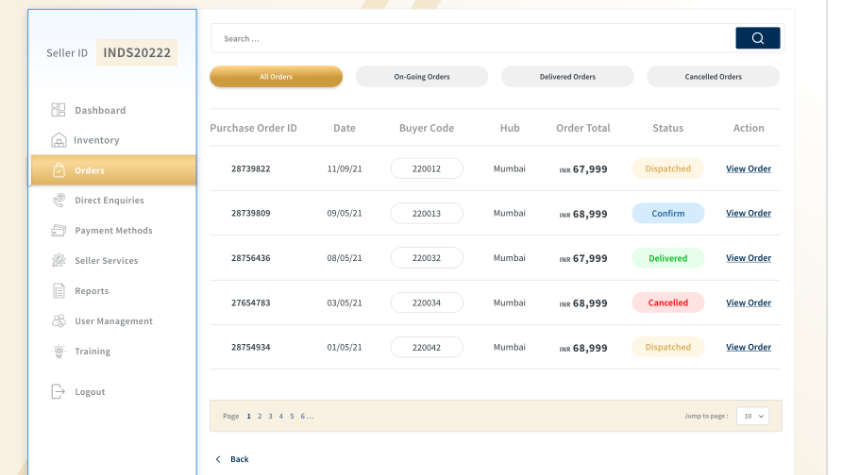 Seller ID INDS20222
Dashboard
Inventory
Orders
Direct Enquiries
Payment Methods
Seller Services
Reports
User Management
Training
Logout
Search ...
All Orders On-Going Orders Delivered Orders Cancelled Orders
Purchase Order ID Date Buyer Code Hub Order Total Status Action
28739822 11/09/21 220012 Mumbai INR 67,999 Dispatched View Order
28739809 09/05/21 220013 Mumbai INR 68,999 Confirm View Order
28756436 08/05/21 220032 Mumbai INR 67,999 Delivered View Order
27654783 03/05/21 220034 Mumbai INR 68,999 Cancelled View Order
28754934 01/05/21 220042 Mumbai INR 68,999 Dispatched View Order
Page 1 2 3 4 5 6 ... Jump to page : 10
Back